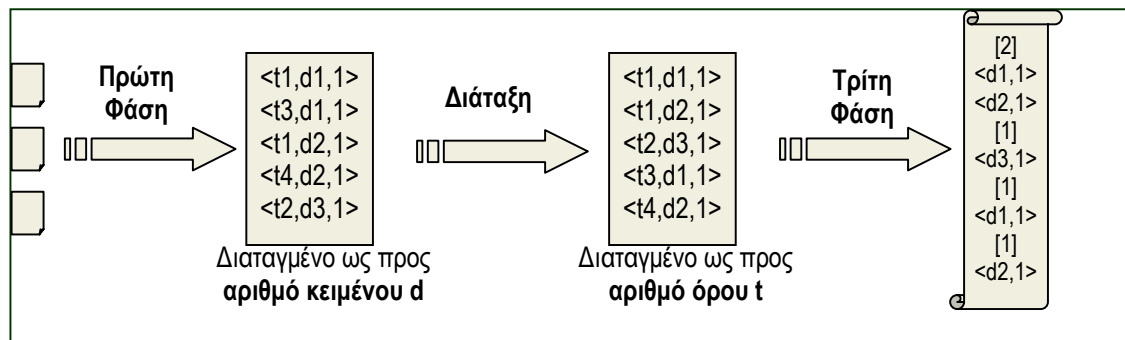 Πρώτη
Φάση
<t1,d1,1>
<t3,d1,1>
<t1,d2,1>
<t4,d2,1>
<t2,d3,1>
Διαταγμένο ως προς
αριθμό κειμένου d
Διάταξη
<t1,d1,1>
<t1,d2,1>
<t2,d3,1>
<t3,d1,1>
<t4,d2,1>
Διαταγμένο ως προς
αριθμό όρου t
Τρίτη
Φάση
[2]
<d1,1>
<d2,1>
[1]
<d3,1>
[1]
<d1,1>
[1]
<d2,1>